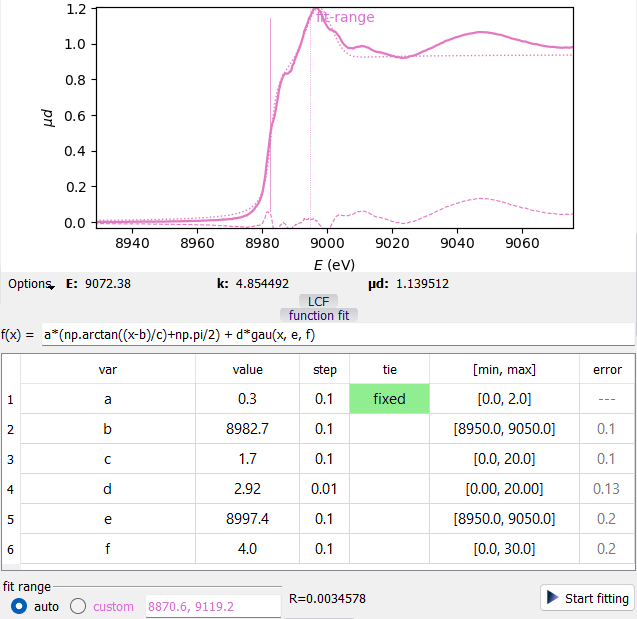 1.2
fit-range
1.0
0.8
μd
0.6
0.4
0.2
0.0
8940 8960 8980 9000 9020 9040 9060
E (eV)
Options E: 9072.38 k: 4.854492 μd: 1.139512
LCF
function fit
f(x) = a*(np.arctan((x-b)/c)+np.pi/2) + d*gau(x, e, f)
var value step tie [min, max] error
1 a 0.3 0.1 fixed [0.0, 2.0] ---
2 b 8982.7 0.1 [8950.0, 9050.0] 0.1
3 c 1.7 0.1 [0.0, 20.0] 0.1
4 d 2.92 0.01 [0.00, 20.00] 0.13
5 e 8997.4 0.1 [8950.0, 9050.0] 0.2
6 f 4.0 0.1 [0.0, 30.0] 0.2
fit range
auto custom 8870.6, 9119.2 R=0.0034578 Start fitting